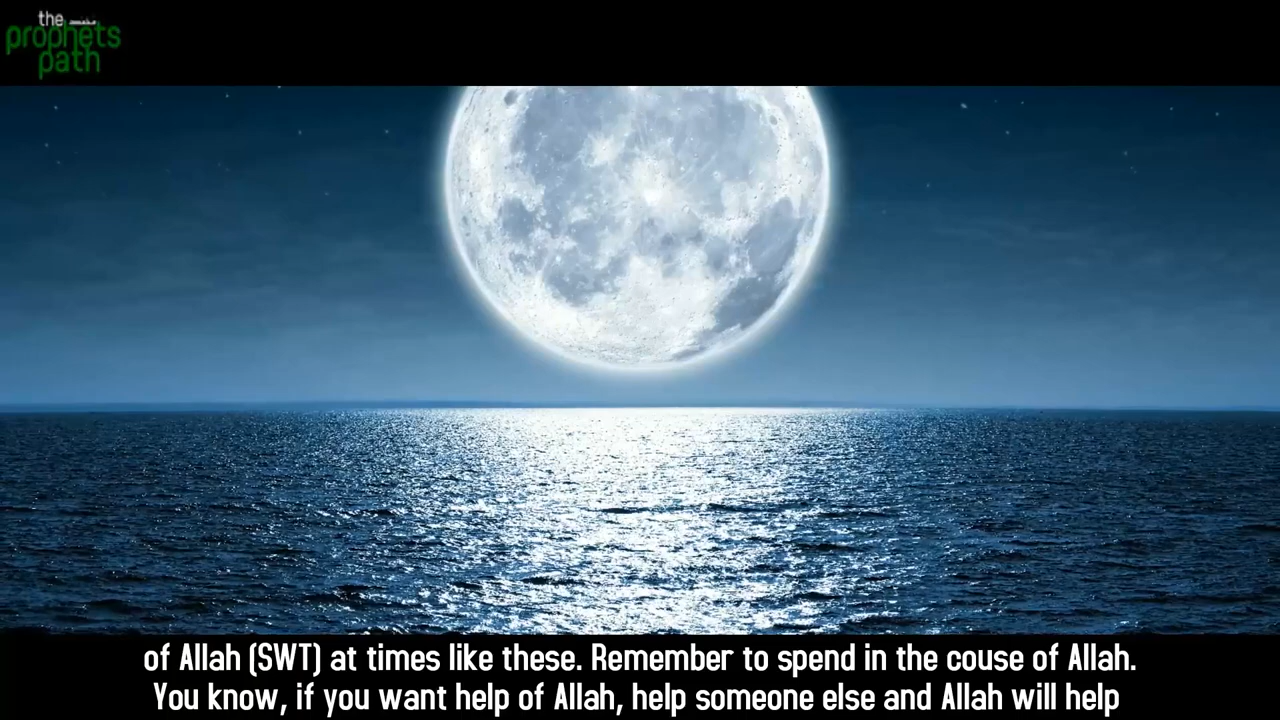 the
prophets
path
of Allah (SWT) at times like these. Remember to spend in the couse of Allah.
You know, if you want help of Allah, help someone else and Allah will help